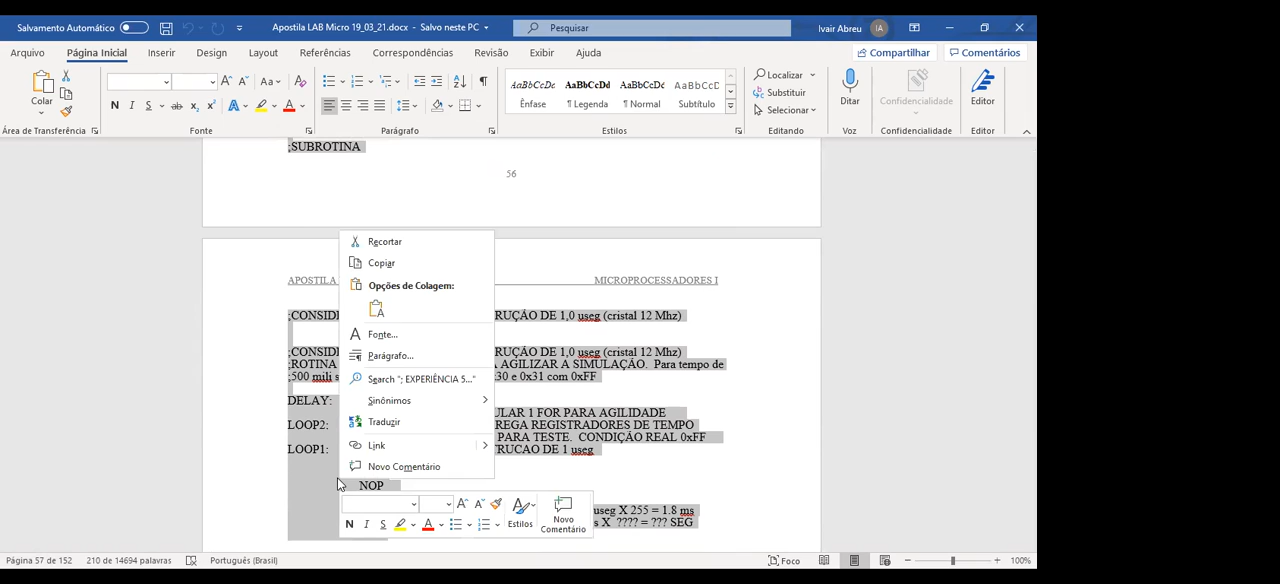 Salvamento Automático
Apostila LAB Micro 19_03_21.docx - Salvo neste PC
Pesquisar
Ivair Abreu
IA
Arquivo
Página Inicial
Inserir
Design
Layout
Referências
Correspondências
Revisão
Exibir
Ajuda
Compartilhar
Comentários
Colar
N I S ab x₂ x²
Aa
AaBbCcDc AaBbCcDd AaBbCcDc AaBbCcC
Ênfase
¶ Legenda
¶ Normal
Subtítulo
Localizar
Substituir
Selecionar
Ditar
Confidencialidade
Editor
Área de Transferência
Fonte
Parágrafo
Estilos
Editando
Voz
Confidencialidade
Editor
;SUBROTINA
56
APOSTILA
MICROPROCESSADORES I
;CONSID
RUÇÃO DE 1,0 useg (cristal 12 Mhz)
;CONSID
RUÇÃO DE 1,0 useg (cristal 12 Mhz)
;ROTINA
A AGILIZAR A SIMULAÇÃO. Para tempo de
;500 mili s
x30 e 0x31 com 0xFF
DELAY:
ULAR 1 FOR PARA AGILIDADE
LOOP2:
REGA REGISTRADORES DE TEMPO
PARA TESTE. CONDIÇÃO REAL 0xFF
LOOP1:
TRUCAO DE 1 useg
NOP
useg X 255 = 1.8 ms
s X ???? = ??? SEG
Recortar
Copiar
Opções de Colagem:
Fonte...
Parágrafo...
Search "; EXPERIÊNCIA 5..."
Sinônimos
Traduzir
Link
Novo Comentário
N I S
Estilos
Novo
Comentário
Página 57 de 152
210 de 14694 palavras
Português (Brasil)
Foco
100%